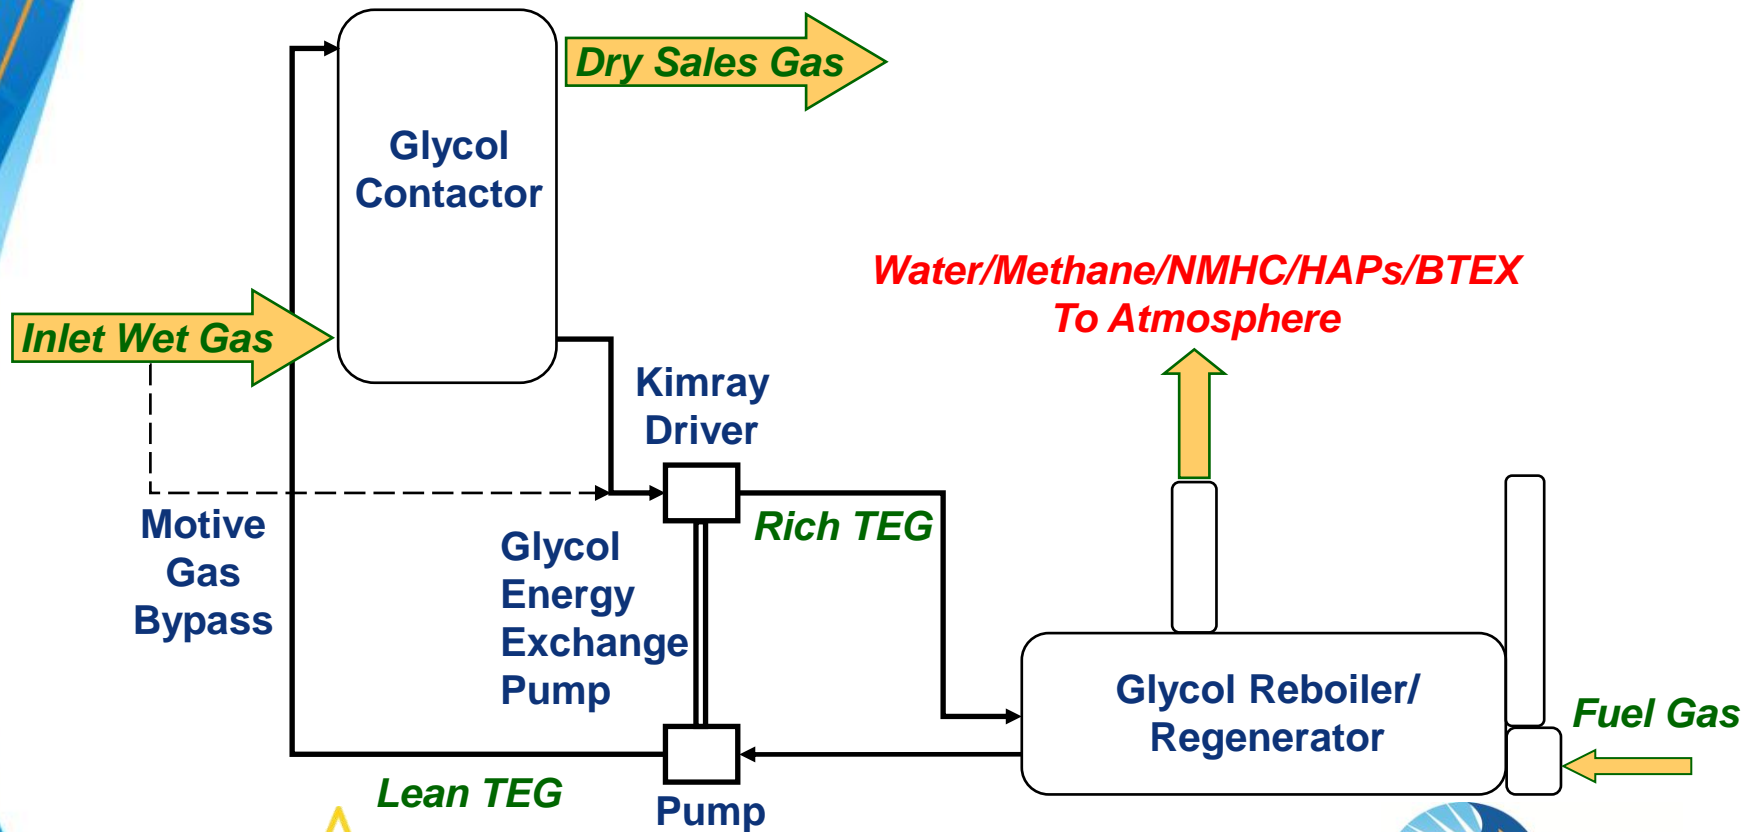 Dry Sales Gas
Glycol
Contactor
Water/Methane/NMHC/HAPs/BTEX
To Atmosphere
Inlet Wet Gas
Kimray
Driver
Motive
Gas
Bypass
Glycol
Energy
Exchange
Pump
Rich TEG
Glycol Reboiler/
Regenerator
Fuel Gas
Lean TEG
Pump